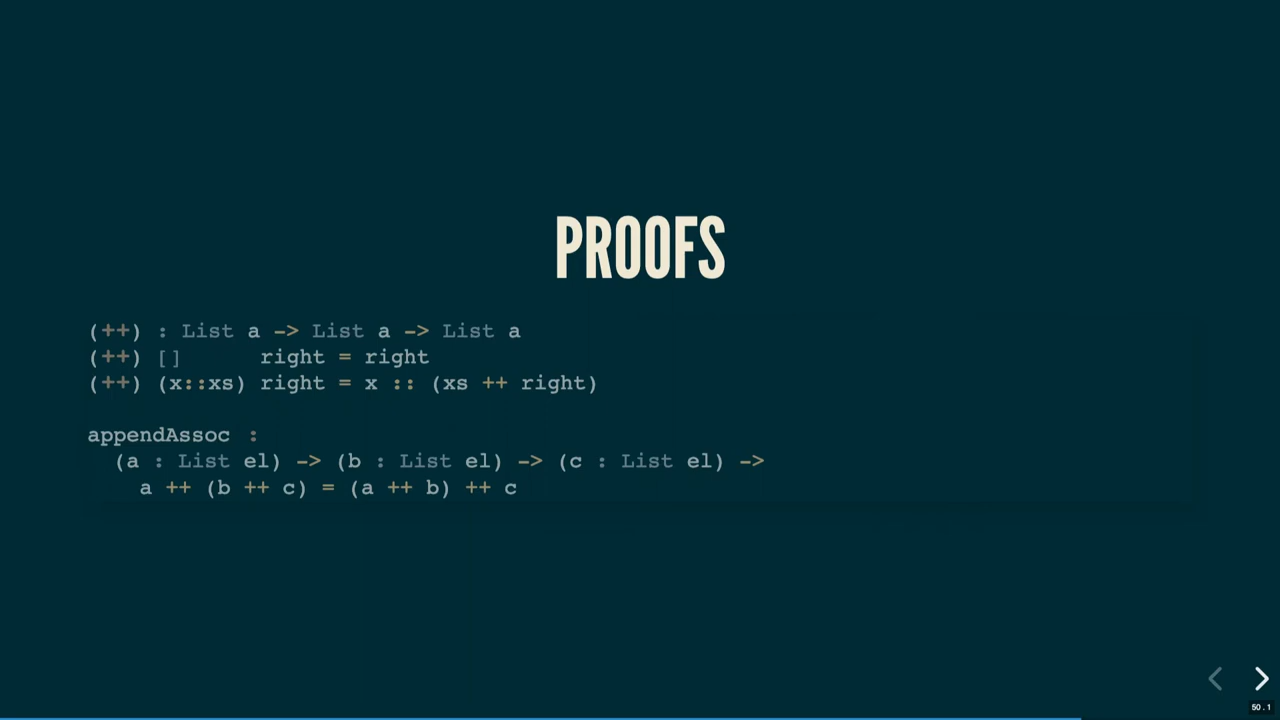 PROOFS
(++) : List a -> List a -> List a
(++) []      right = right
(++) (x::xs) right = x :: (xs ++ right)
appendAssoc :
  (a : List el) -> (b : List el) -> (c : List el) ->
    a ++ (b ++ c) = (a ++ b) ++ c
50.1